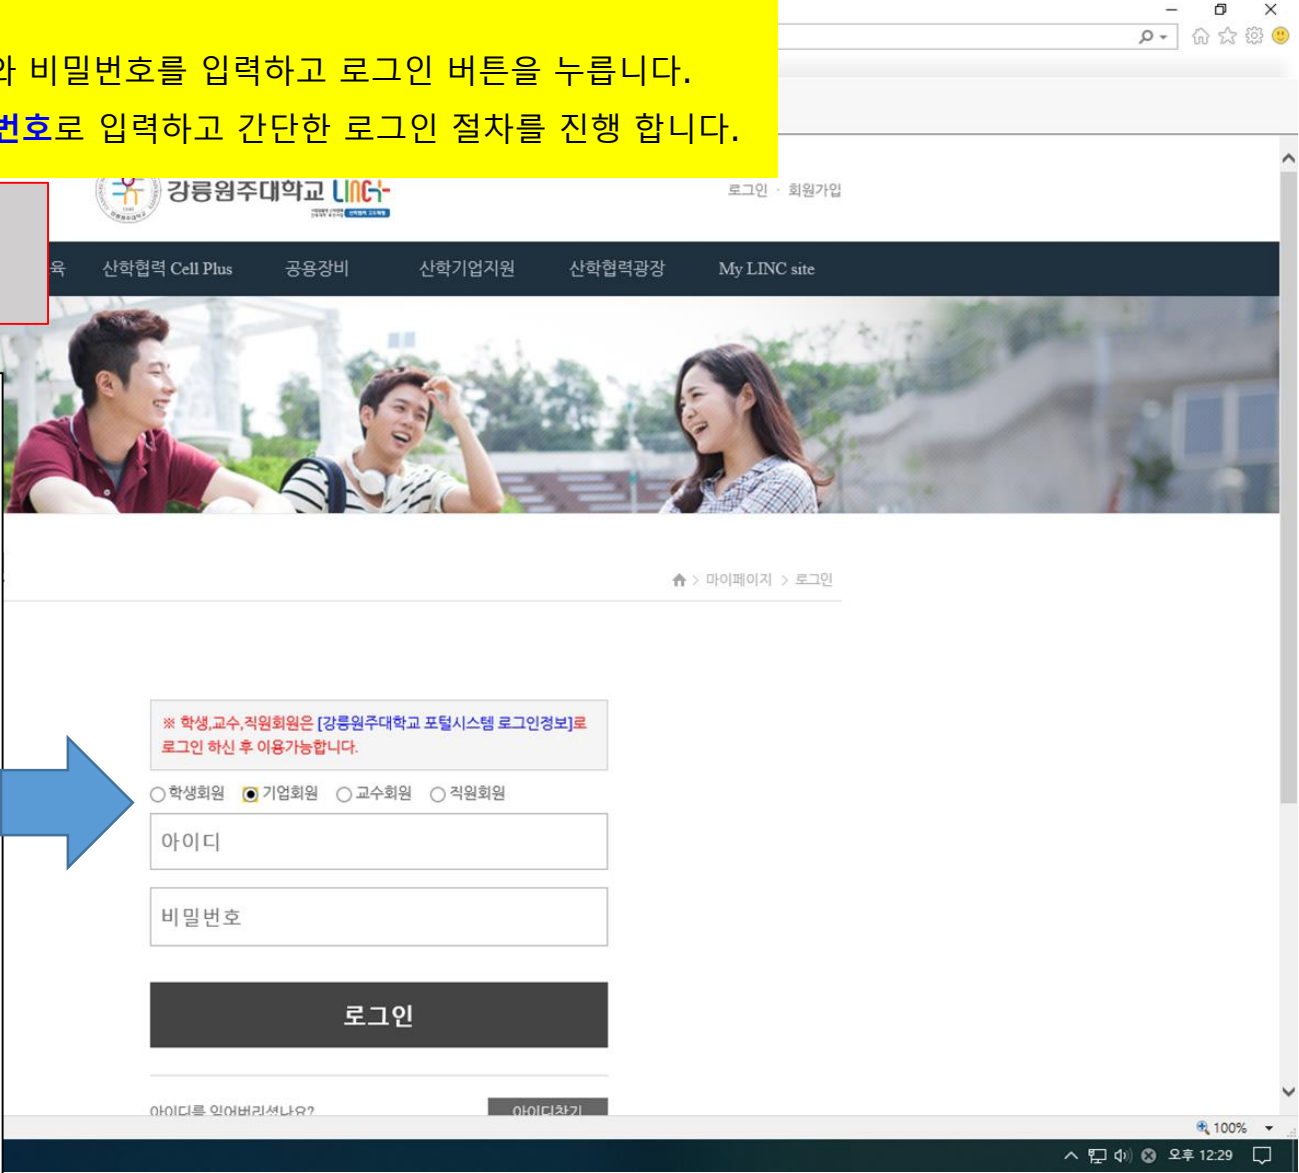 와 비밀번호를 입력하고 로그인 버튼을 누릅니다.
번호로 입력하고 간단한 로그인 절차를 진행 합니다.
강릉원주대학교 LINC+
로그인 · 회원가입
육 산학협력 Cell Plus 공용장비 산학기업지원 산학협력광장 My LINC site
> 마이페이지 > 로그인
※ 학생,교수,직원회원은 [강릉원주대학교 포털시스템 로그인정보]로
로그인 하신 후 이용가능합니다.
학생회원 기업회원 교수회원 직원회원
아이디
비밀번호
로그인
아이디를 잊어버리셨나요? 아이디찾기
100%
오후 12:29